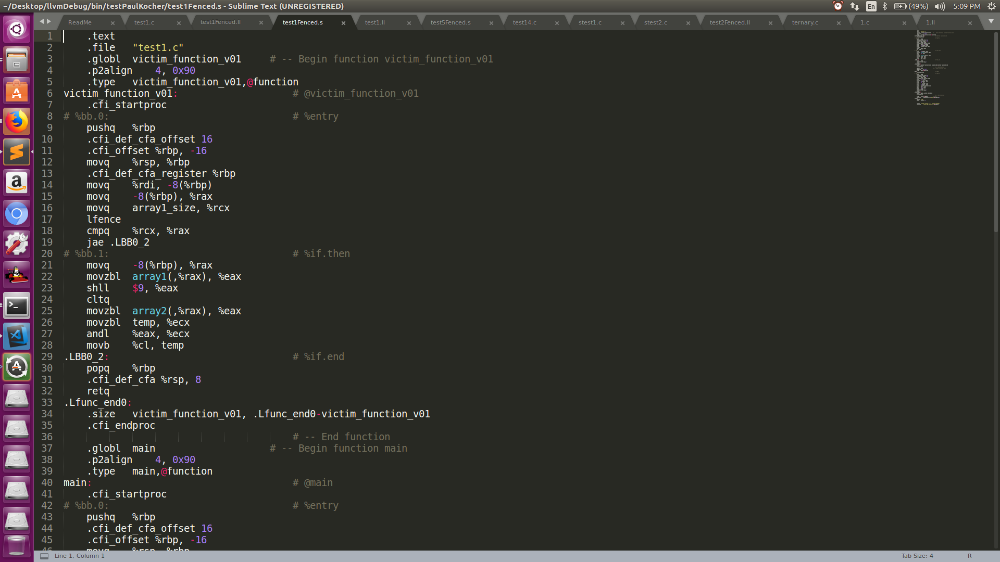 ~/Desktop/llvmDebug/bin/testPaulKocher/test1Fenced.s - Sublime Text (UNREGISTERED)
En (49%) 5:09 PM
ReadMe test1.c test1Fenced.ll test1Fenced.s test1.ll test5Fenced.s test14.c stest1.c stest2.c test2Fenced.ll ternary.c 1.c 1.ll
1 .text
2 .file "test1.c"
3 .globl victim_function_v01 # -- Begin function victim_function_v01
4 .p2align 4, 0x90
5 .type victim_function_v01,@function
6 victim_function_v01: # @victim_function_v01
7 .cfi_startproc
8 # %bb.0: # %entry
9 pushq %rbp
10 .cfi_def_cfa_offset 16
11 .cfi_offset %rbp, -16
12 movq %rsp, %rbp
13 .cfi_def_cfa_register %rbp
14 movq %rdi, -8(%rbp)
15 movq -8(%rbp), %rax
16 movq array1_size, %rcx
17 lfence
18 cmpq %rcx, %rax
19 jae .LBB0_2
20 # %bb.1: # %if.then
21 movq -8(%rbp), %rax
22 movzbl array1(,%rax), %eax
23 shll $9, %eax
24 cltq
25 movzbl array2(,%rax), %eax
26 movzbl temp, %ecx
27 andl %eax, %ecx
28 movb %cl, temp
29 .LBB0_2: # %if.end
30 popq %rbp
31 .cfi_def_cfa %rsp, 8
32 retq
33 .Lfunc_end0:
34 .size victim_function_v01, .Lfunc_end0-victim_function_v01
35 .cfi_endproc
36 # -- End function
37 .globl main # -- Begin function main
38 .p2align 4, 0x90
39 .type main,@function
40 main: # @main
41 .cfi_startproc
42 # %bb.0: # %entry
43 pushq %rbp
44 .cfi_def_cfa_offset 16
45 .cfi_offset %rbp, -16
46 movq %rsp, %rbp
Line 1, Column 1 Tab Size: 4 R